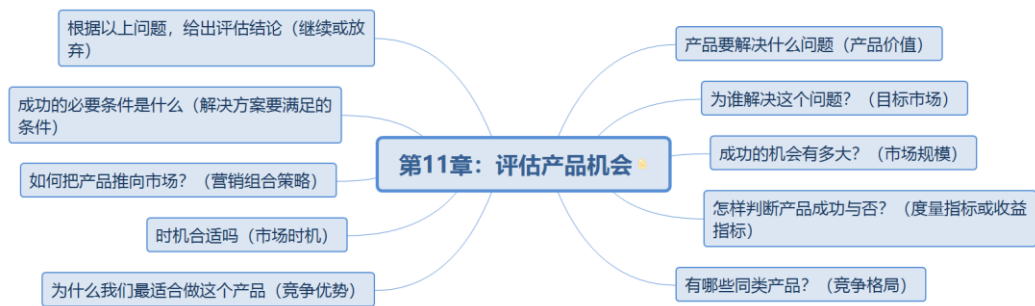 第11章：评估产品机会
产品要解决什么问题（产品价值）
为谁解决这个问题？（目标市场）
成功的机会有多大？（市场规模）
怎样判断产品成功与否？（度量指标或收益
指标）
有哪些同类产品？（竞争格局）
为什么我们最适合做这个产品（竞争优势）
时机合适吗（市场时机）
如何把产品推向市场？（营销组合策略）
成功的必要条件是什么（解决方案要满足的
条件）
根据以上问题，给出评估结论（继续或放
弃）